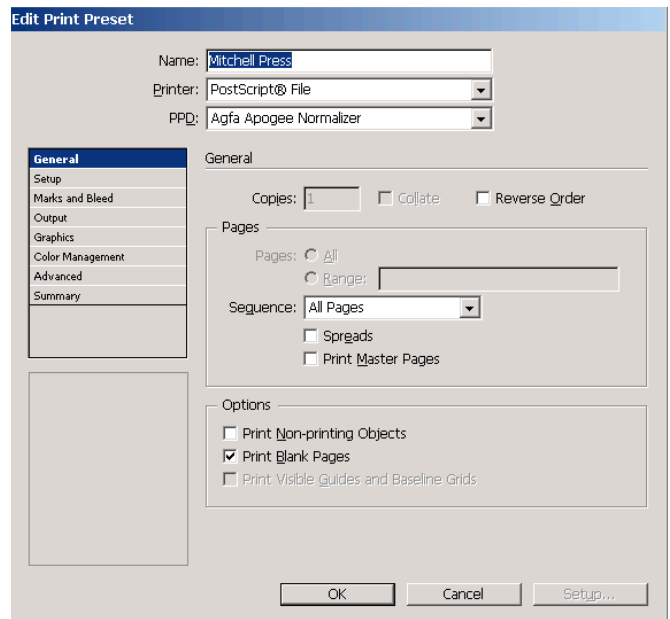 Edit Print Preset
Name: Mitchell Press
Printer: PostScript® File
PPD: Agfa Apogee Normalizer
General
Setup
Marks and Bleed
Output
Graphics
Color Management
Advanced
Summary
General
Copies: 1 Collate Reverse Order
Pages
Pages: All
Range:
Sequence: All Pages
Spreads
Print Master Pages
Options
Print Non-printing Objects
Print Blank Pages
Print Visible Guides and Baseline Grids
OK Cancel Setup...